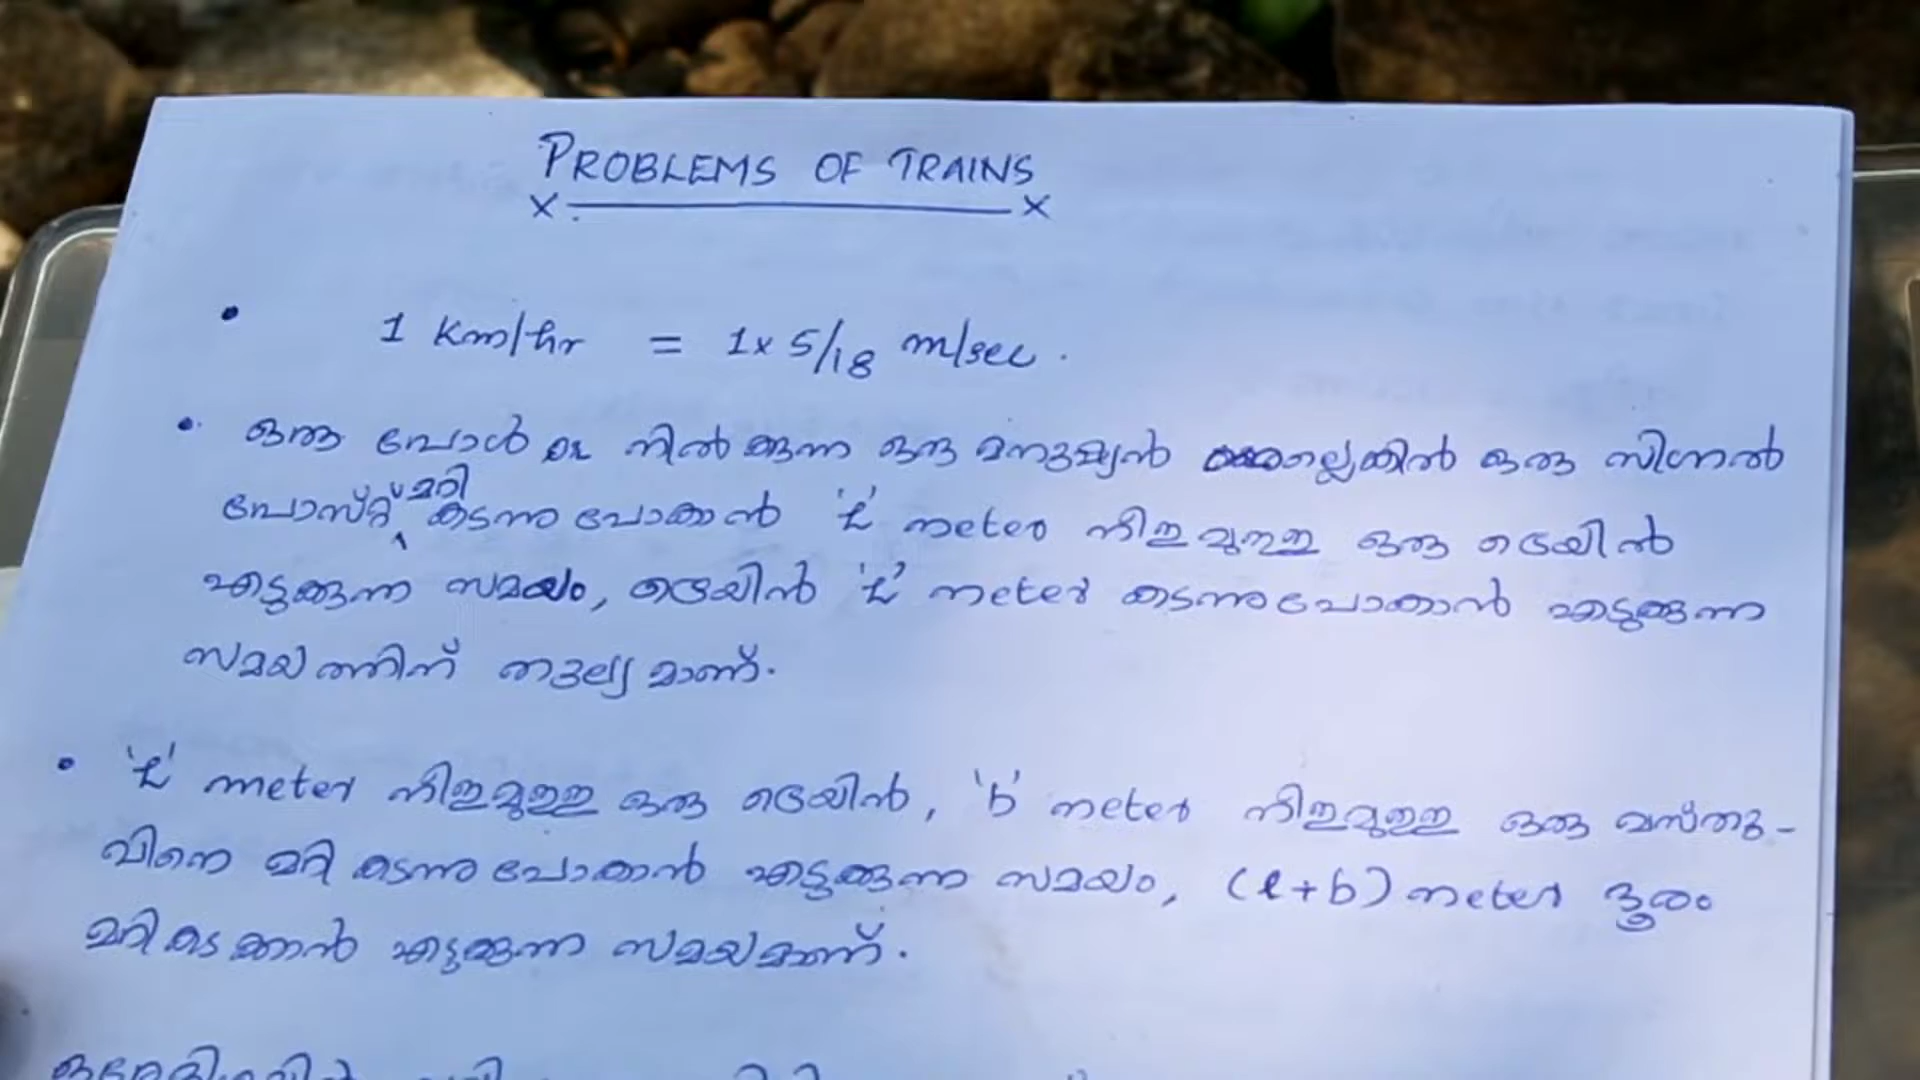 PROBLEMS OF TRAINS
x x
• 1 Km/hr = 1x 5/18 m/sec.
• ഒരു പോൾ നിൽക്കുന്ന ഒരു മനുഷ്യൻ അല്ലെങ്കിൽ ഒരു സിഗ്നൽ
പോസ്റ്റ് മറി കടന്നു പോകാൻ 'l' meter നീളമുള്ള ഒരു ട്രെയിൻ
എടുക്കുന്ന സമയം, ട്രെയിൻ 'l' meter കടന്നുപോകാൻ എടുക്കുന്ന
സമയത്തിന് തുല്യമാണ്.
• 'l' meter നീളമുള്ള ഒരു ട്രെയിൻ, 'b' meter നീളമുള്ള ഒരു വസ്തു-
വിനെ മറി കടന്നു പോകാൻ എടുക്കുന്ന സമയം, (l+b) meter ദൂരം
മറികടക്കാൻ എടുക്കുന്ന സമയമാണ്.